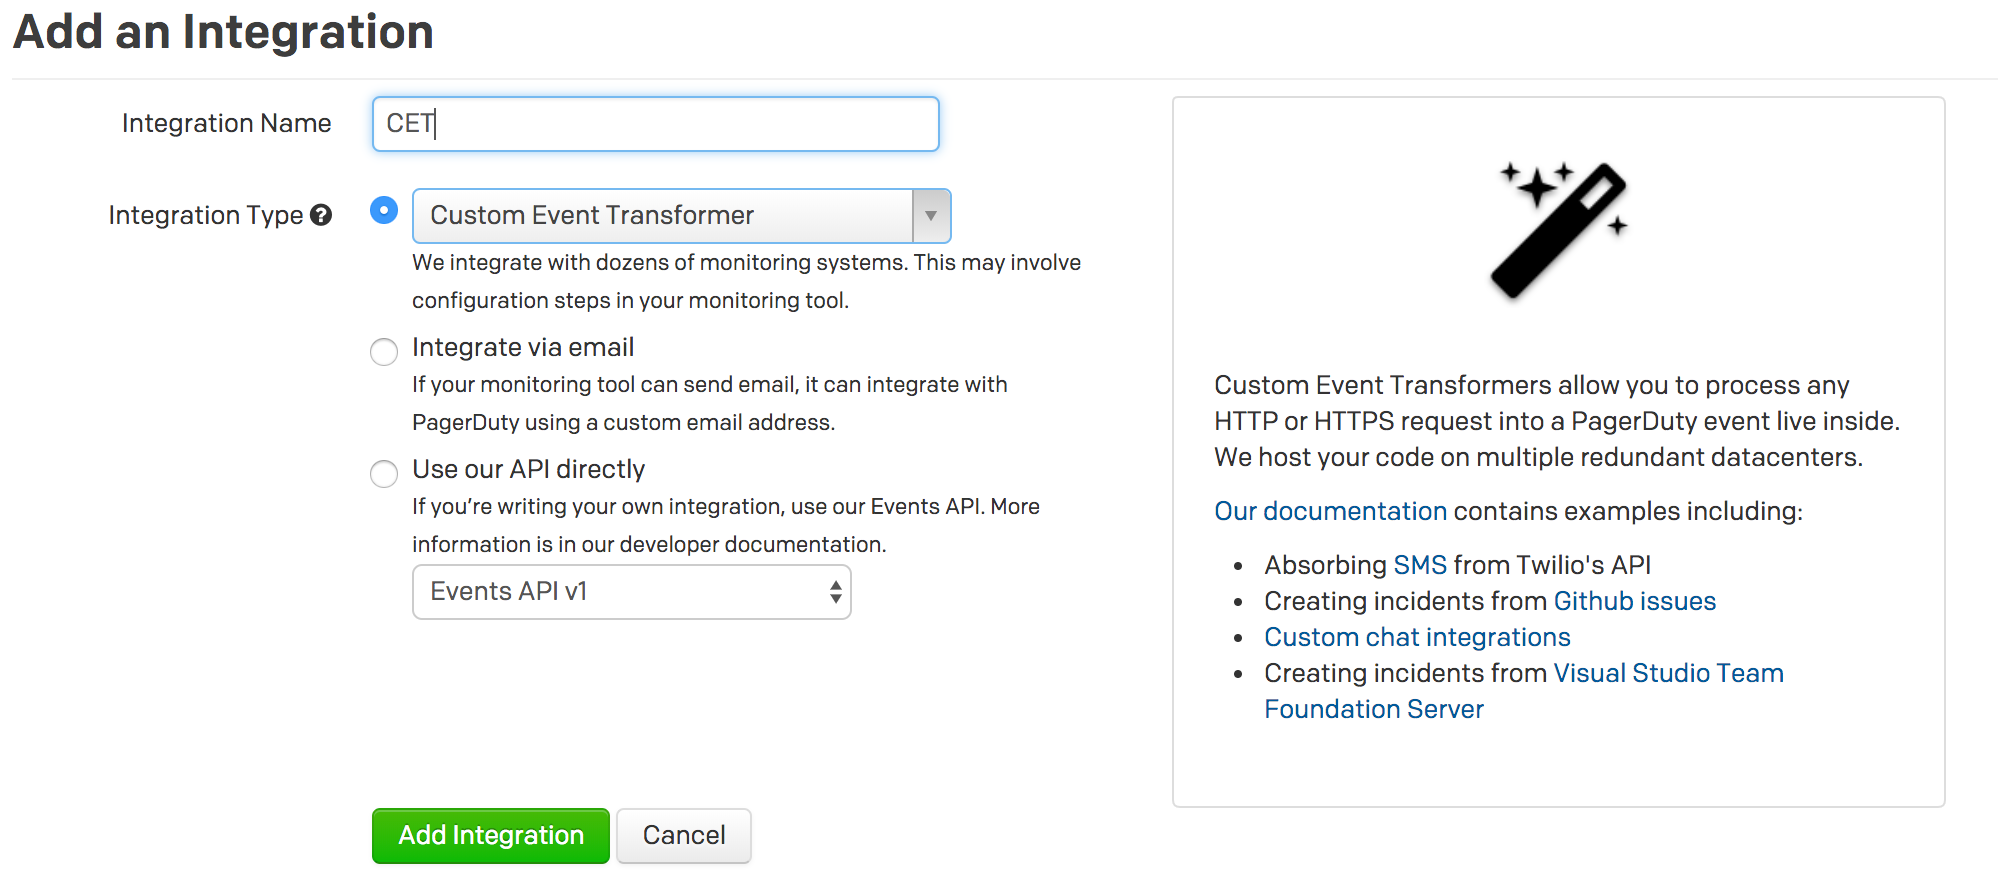 Add an Integration
Integration Name
CET
Integration Type ?
Custom Event Transformer
We integrate with dozens of monitoring systems. This may involve
configuration steps in your monitoring tool.
Integrate via email
If your monitoring tool can send email, it can integrate with
PagerDuty using a custom email address.
Use our API directly
If you’re writing your own integration, use our Events API. More
information is in our developer documentation.
Events API v1
Add Integration
Cancel
Custom Event Transformers allow you to process any
HTTP or HTTPS request into a PagerDuty event live inside.
We host your code on multiple redundant datacenters.
Our documentation contains examples including:
• Absorbing SMS from Twilio's API
• Creating incidents from Github issues
• Custom chat integrations
• Creating incidents from Visual Studio Team
Foundation Server